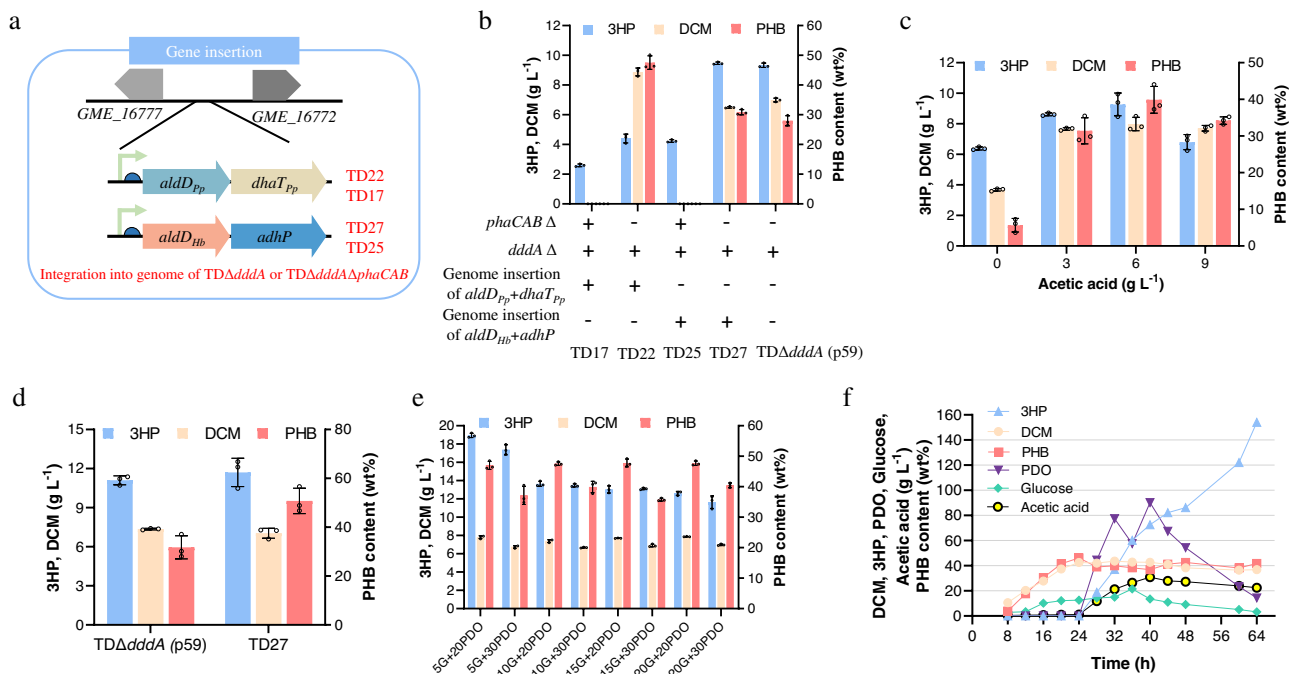 a
Gene insertion
GME_16777
GME_16772
aldD_Pp
dhaT_Pp
TD22
TD17
aldD_Hb
adhP
TD27
TD25
Integration into genome of TDΔdddA or TDΔdddAΔphaCAB
b
3HP
DCM
PHB
3HP, DCM (g L⁻¹)
12
10
8
6
4
2
0
60
50
40
30
20
10
0
PHB content (wt%)
phaCAB Δ + - + - -
dddA Δ + + + + +
Genome insertion
of aldD_Pp+dhaT_Pp + + - - -
Genome insertion
of aldD_Hb+adhP - - + + -
TD17 TD22 TD25 TD27 TDΔdddA (p59)
c
3HP
DCM
PHB
3HP, DCM (g L⁻¹)
12
10
8
6
4
2
0
50
40
30
20
10
0
PHB content (wt%)
0 3 6 9
Acetic acid (g L⁻¹)
d
3HP
DCM
PHB
3HP, DCM (g L⁻¹)
15
12
9
6
3
0
80
60
40
20
0
PHB content (wt%)
TDΔdddA (p59)
TD27
e
3HP
DCM
PHB
3HP, DCM (g L⁻¹)
20
18
16
14
12
10
8
6
4
2
0
60
50
40
30
20
10
0
PHB content (wt%)
5G+20PDO
5G+30PDO
10G+20PDO
10G+30PDO
15G+20PDO
15G+30PDO
20G+20PDO
20G+30PDO
f
3HP
DCM
PHB
PDO
Glucose
Acetic acid
DCM, 3HP, PDO, Glucose,
Acetic acid (g L⁻¹)
PHB content (wt%)
160
140
120
100
80
60
40
20
0
0 8 16 24 32 40 48 56 64
Time (h)